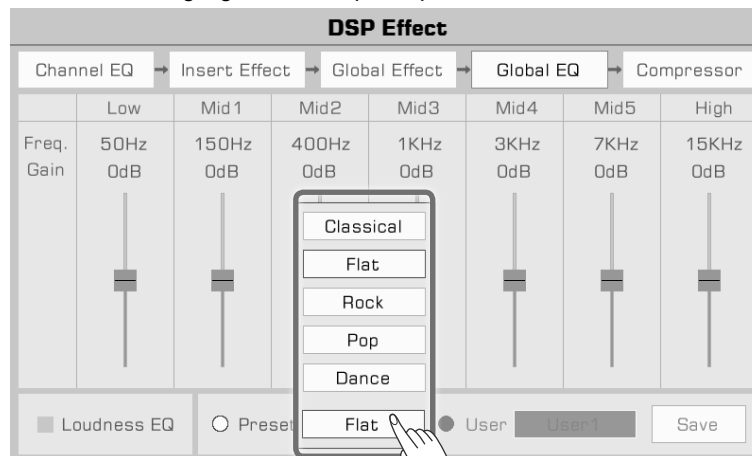 DSP Effect
Channel EQ → Insert Effect → Global Effect → Global EQ → Compressor
Low Mid1 Mid2 Mid3 Mid4 Mid5 High
Freq. 50Hz 150Hz 400Hz 1KHz 3KHz 7KHz 15KHz
Gain 0dB 0dB 0dB 0dB 0dB 0dB 0dB
Classical
Flat
Rock
Pop
Dance
Loudness EQ Preset Flat User User1 Save